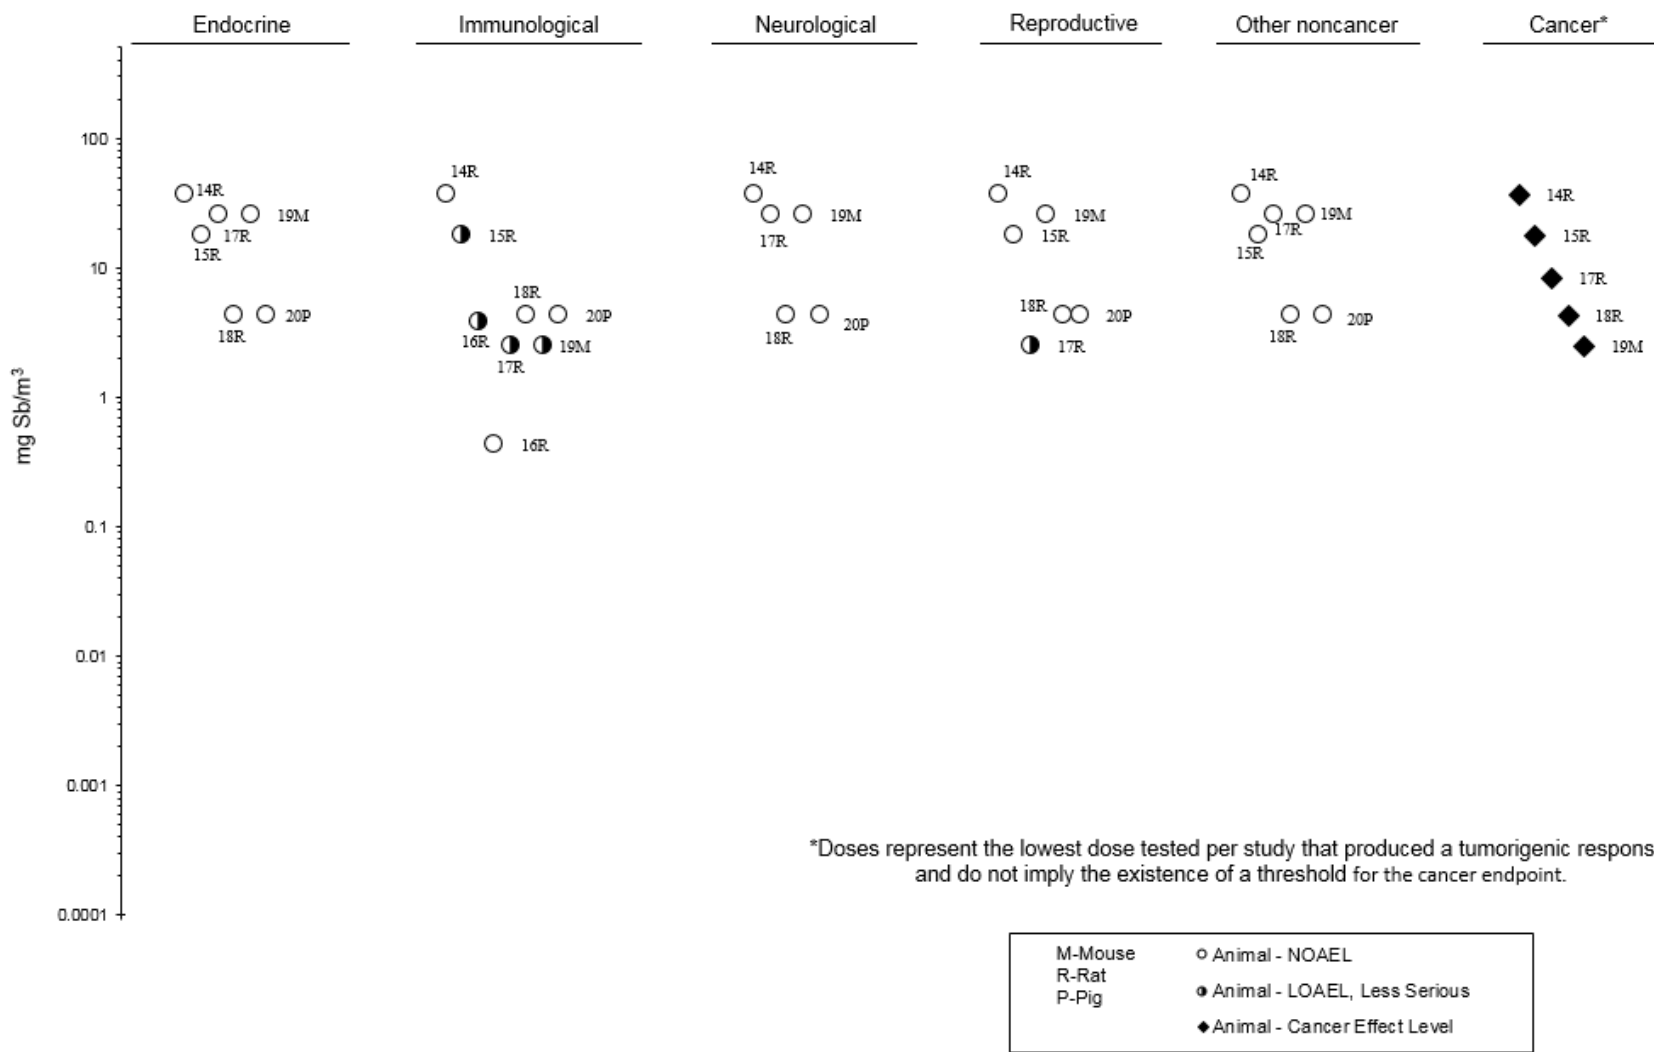 Endocrine Immunological Neurological Reproductive Other noncancer Cancer*
mg Sb/m³
100
10
1
0.1
0.01
0.001
0.0001
14R
19M
17R
15R
20P
18R
14R
15R
18R
20P
16R
19M
17R
16R
14R
19M
17R
20P
18R
14R
19M
15R
18R
20P
17R
14R
19M
17R
15R
20P
18R
14R
15R
17R
18R
19M
*Doses represent the lowest dose tested per study that produced a tumorigenic respons
and do not imply the existence of a threshold for the cancer endpoint.
M-Mouse
R-Rat
P-Pig
Animal - NOAEL
Animal - LOAEL, Less Serious
Animal - Cancer Effect Level